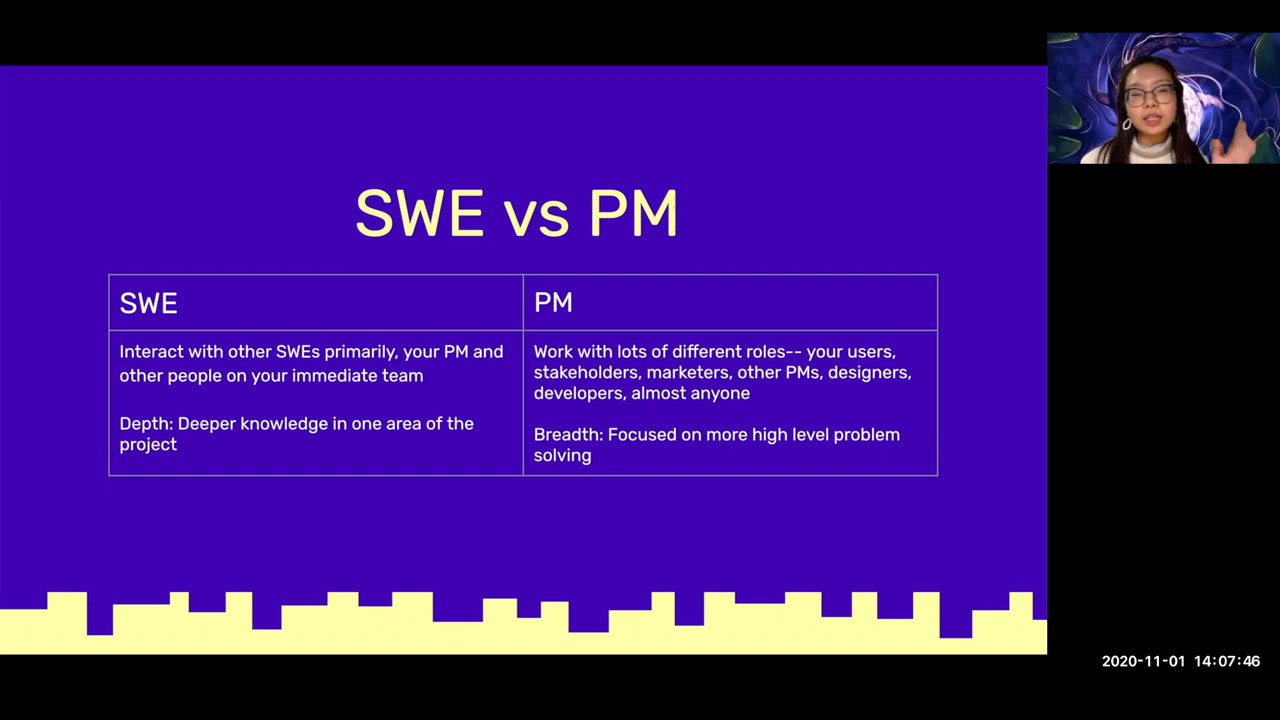 SWE vs PM
SWE
PM
Interact with other SWEs primarily, your PM and
other people on your immediate team
Depth: Deeper knowledge in one area of the
project
Work with lots of different roles-- your users,
stakeholders, marketers, other PMs, designers,
developers, almost anyone
Breadth: Focused on more high level problem
solving
2020-11-01 14:07:46